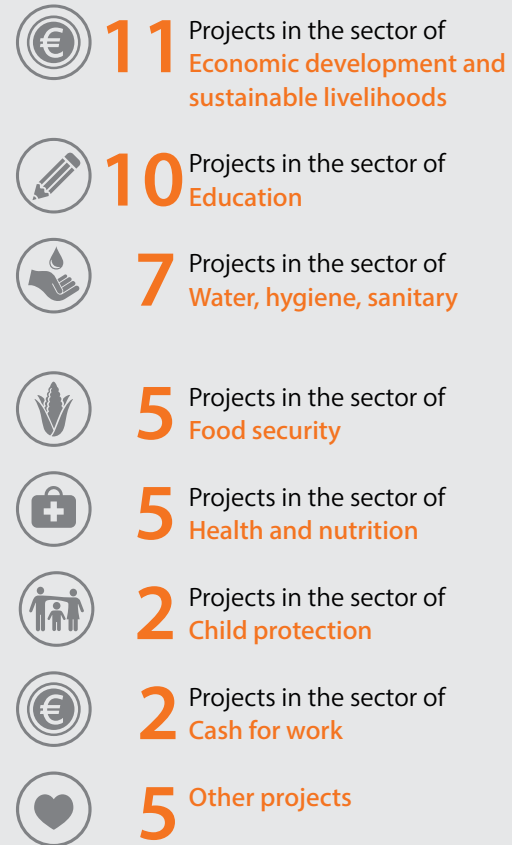 11 Projects in the sector of
Economic development and
sustainable livelihoods
10 Projects in the sector of
Education
7 Projects in the sector of
Water, hygiene, sanitary
5 Projects in the sector of
Food security
5 Projects in the sector of
Health and nutrition
2 Projects in the sector of
Child protection
2 Projects in the sector of
Cash for work
5 Other projects